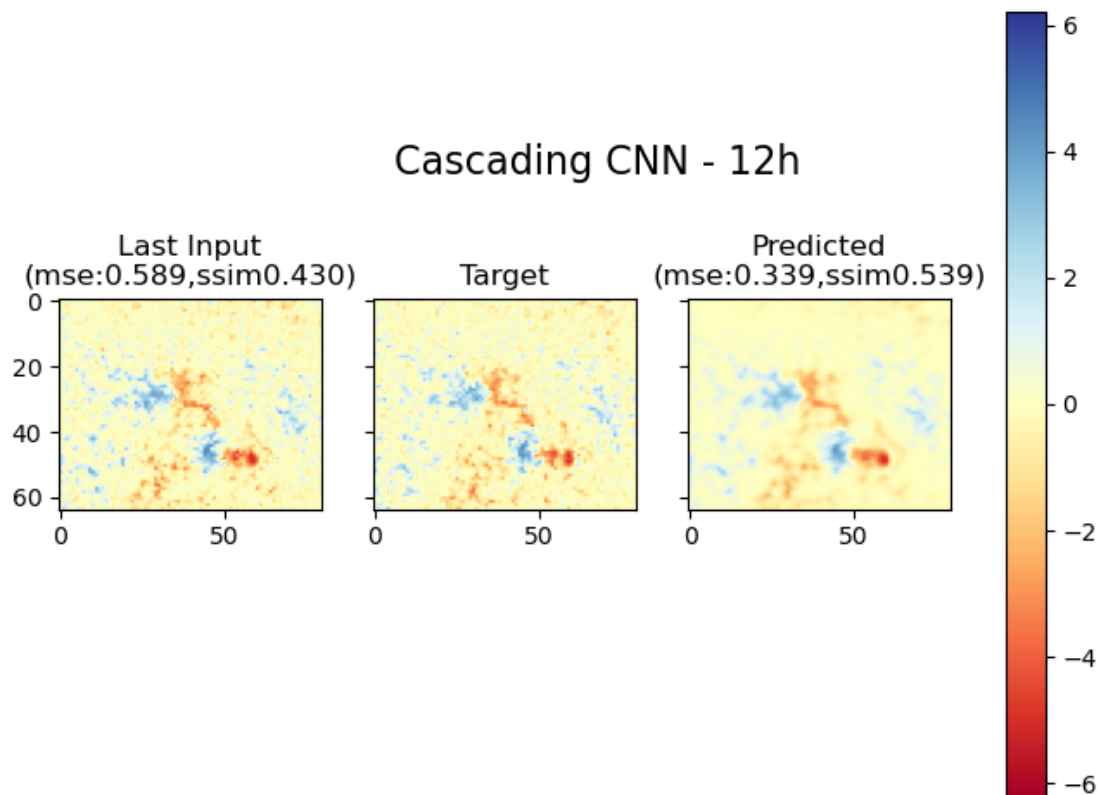 Cascading CNN - 12h
Last Input
(mse:0.589,ssim0.430)
Target
Predicted
(mse:0.339,ssim0.539)
0
20
40
60
0
50
0
50
0
50
6
4
2
0
−2
−4
−6